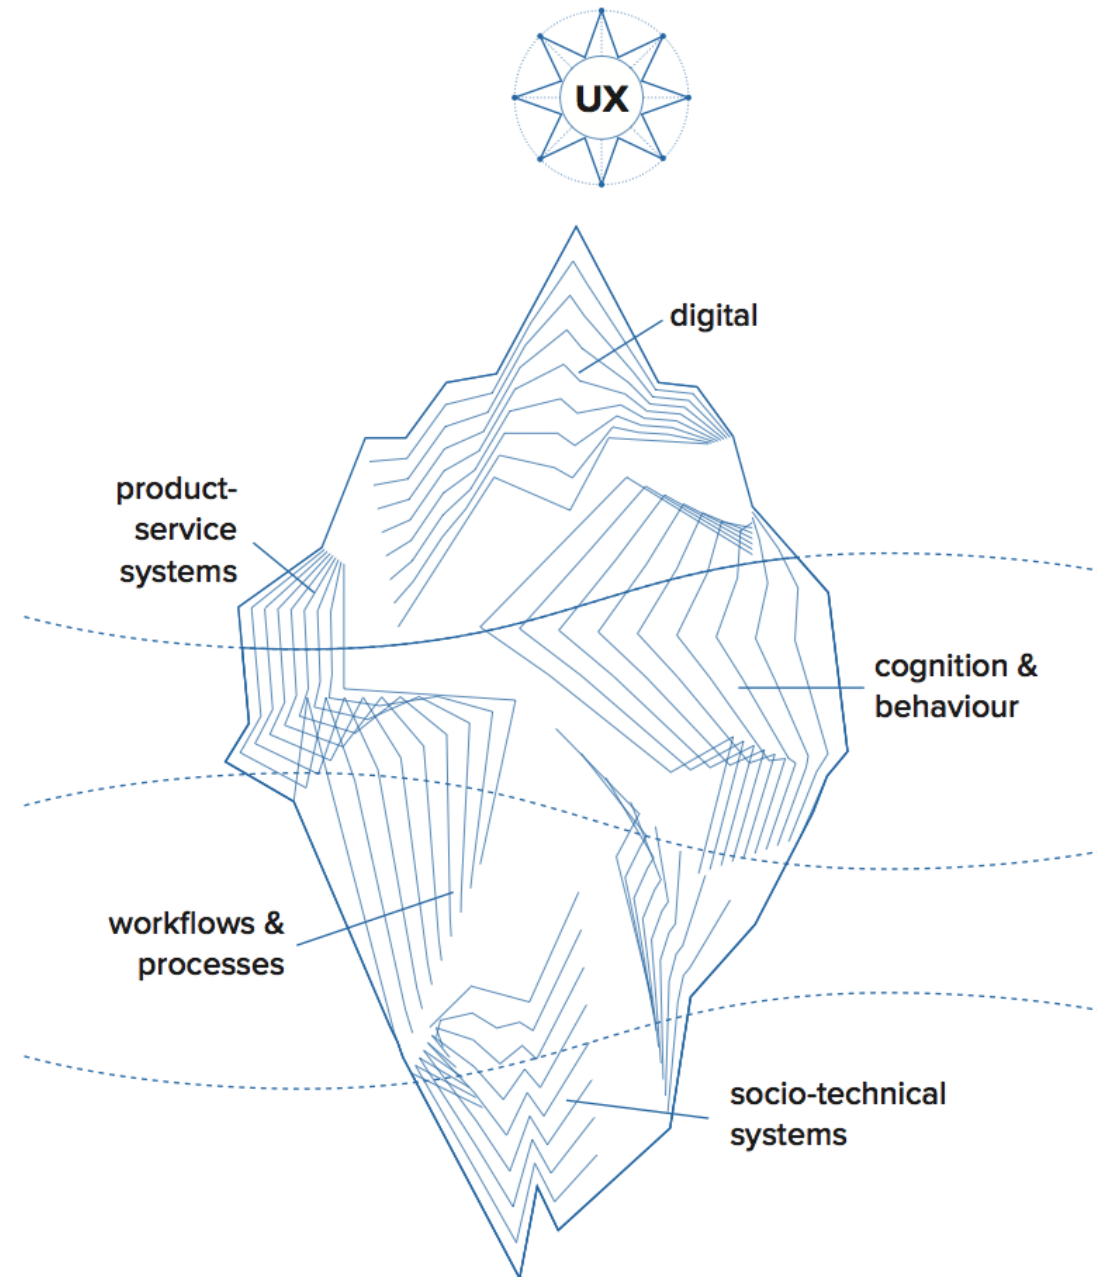 UX
digital
product-
service
systems
cognition &
behaviour
workflows &
processes
socio-technical
systems